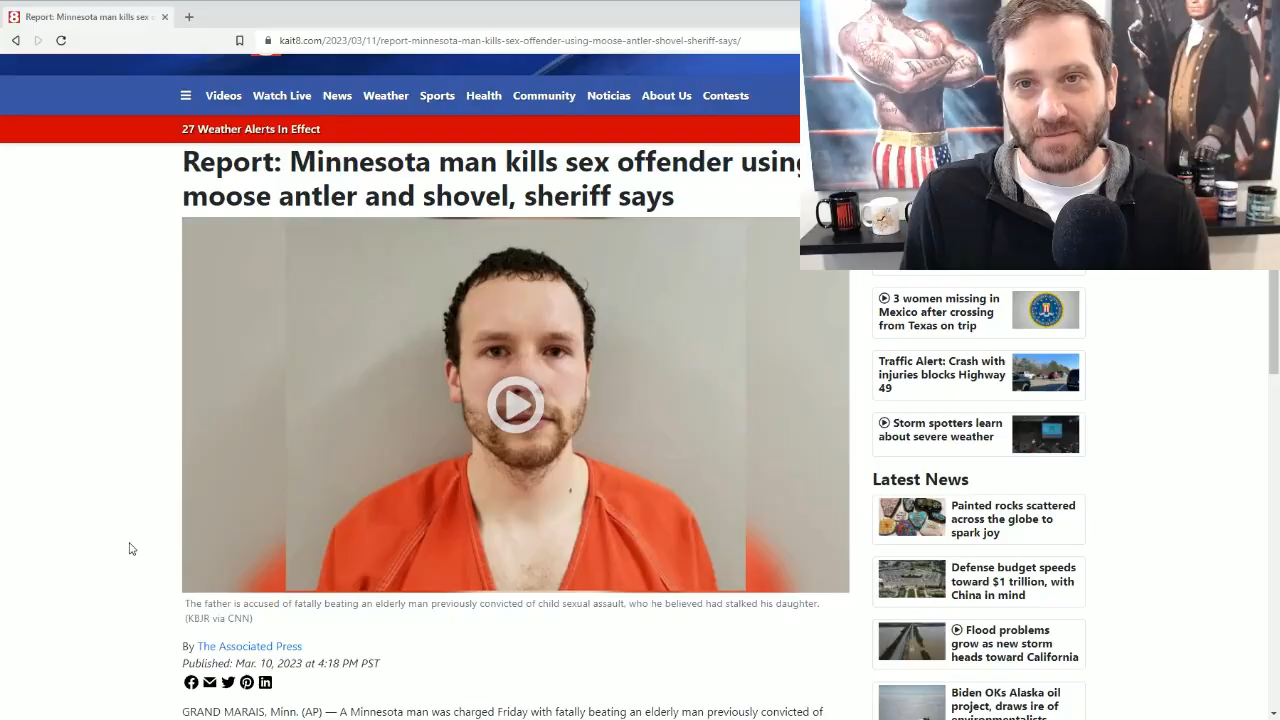 Report: Minnesota man kills sex
kait8.com/2023/03/11/report-minnesota-man-kills-sex-offender-using-moose-antler-shovel-sheriff-says/
Videos Watch Live News Weather Sports Health Community Noticias About Us Contests
27 Weather Alerts In Effect
Report: Minnesota man kills sex offender using
moose antler and shovel, sheriff says
The father is accused of fatally beating an elderly man previously convicted of child sexual assault, who he believed had stalked his daughter.
(KBJR via CNN)
By The Associated Press
Published: Mar. 10, 2023 at 4:18 PM PST
GRAND MARAIS, Minn. (AP) — A Minnesota man was charged Friday with fatally beating an elderly man previously convicted of
3 women missing in
Mexico after crossing
from Texas on trip
Traffic Alert: Crash with
injuries blocks Highway
49
Storm spotters learn
about severe weather
Latest News
Painted rocks scattered
across the globe to
spark joy
Defense budget speeds
toward $1 trillion, with
China in mind
Flood problems
grow as new storm
heads toward California
Biden OKs Alaska oil
project, draws ire of
environmentalists